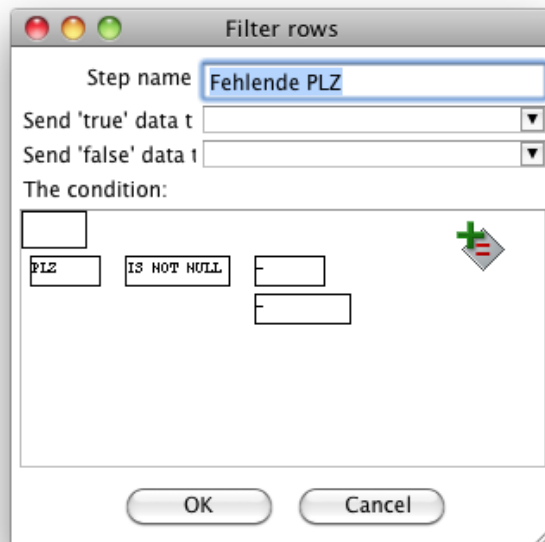 Filter rows
Step name Fehlende PLZ
Send 'true' data t
Send 'false' data t
The condition:
PLZ IS NOT NULL -
-
OK Cancel